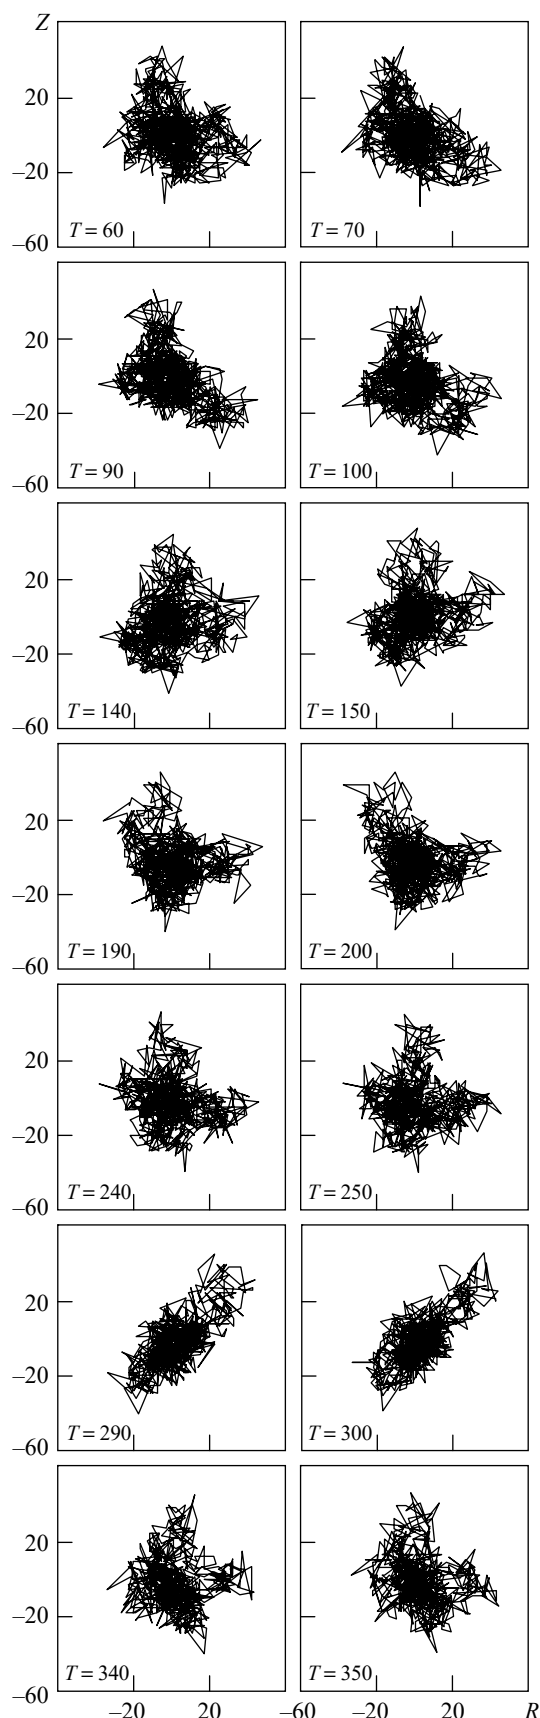 Z
20
–20
–60
T = 60
T = 70
20
–20
–60
T = 90
T = 100
20
–20
–60
T = 140
T = 150
20
–20
–60
T = 190
T = 200
20
–20
–60
T = 240
T = 250
20
–20
–60
T = 290
T = 300
20
–20
–60
T = 340
T = 350
–20 20 –60 –20 20 R